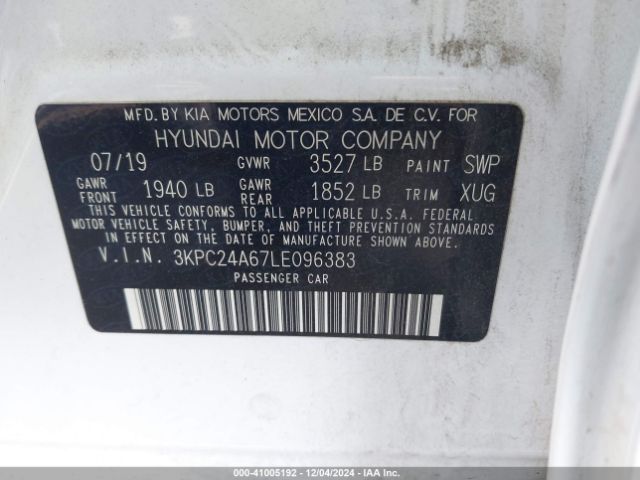 MFD. BY KIA MOTORS MEXICO S.A. DE C.V. FOR
HYUNDAI MOTOR COMPANY
07/19 GVWR 3527 LB PAINT SWP
GAWR FRONT 1940 LB GAWR REAR 1852 LB TRIM XUG
THIS VEHICLE CONFORMS TO ALL APPLICABLE U.S.A. FEDERAL
MOTOR VEHICLE SAFETY, BUMPER, AND THEFT PREVENTION STANDARDS
IN EFFECT ON THE DATE OF MANUFACTURE SHOWN ABOVE.
V.I.N. 3KPC24A67LE096383
PASSENGER CAR
000-41005192 - 12/04/2024 - IAA Inc.